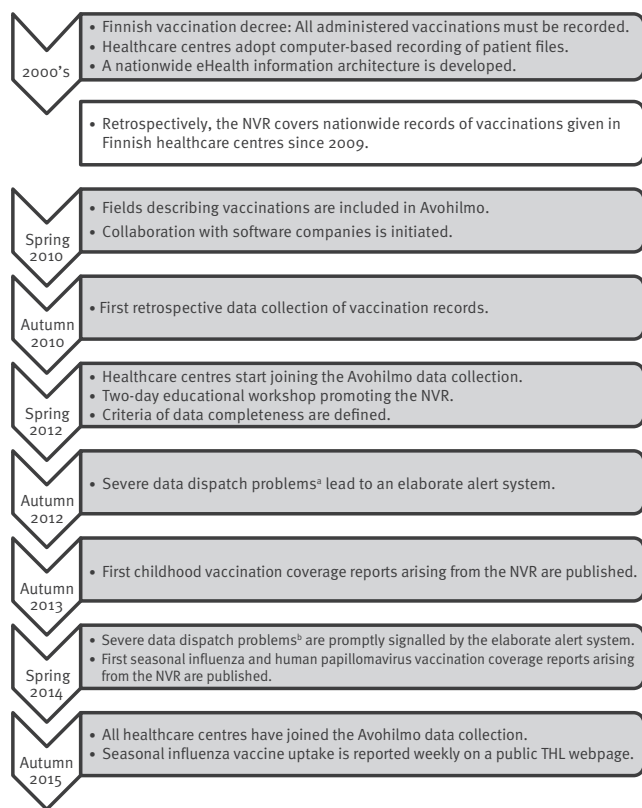 2000's
• Finnish vaccination decree: All administered vaccinations must be recorded.
• Healthcare centres adopt computer-based recording of patient files.
• A nationwide eHealth information architecture is developed.
• Retrospectively, the NVR covers nationwide records of vaccinations given in
Finnish healthcare centres since 2009.
Spring
2010
• Fields describing vaccinations are included in Avohilmo.
• Collaboration with software companies is initiated.
Autumn
2010
• First retrospective data collection of vaccination records.
Spring
2012
• Healthcare centres start joining the Avohilmo data collection.
• Two-day educational workshop promoting the NVR.
• Criteria of data completeness are defined.
Autumn
2012
• Severe data dispatch problemsᵃ lead to an elaborate alert system.
Autumn
2013
• First childhood vaccination coverage reports arising from the NVR are published.
Spring
2014
• Severe data dispatch problemsᵇ are promptly signalled by the elaborate alert system.
• First seasonal influenza and human papillomavirus vaccination coverage reports arising
from the NVR are published.
Autumn
2015
• All healthcare centres have joined the Avohilmo data collection.
• Seasonal influenza vaccine uptake is reported weekly on a public THL webpage.